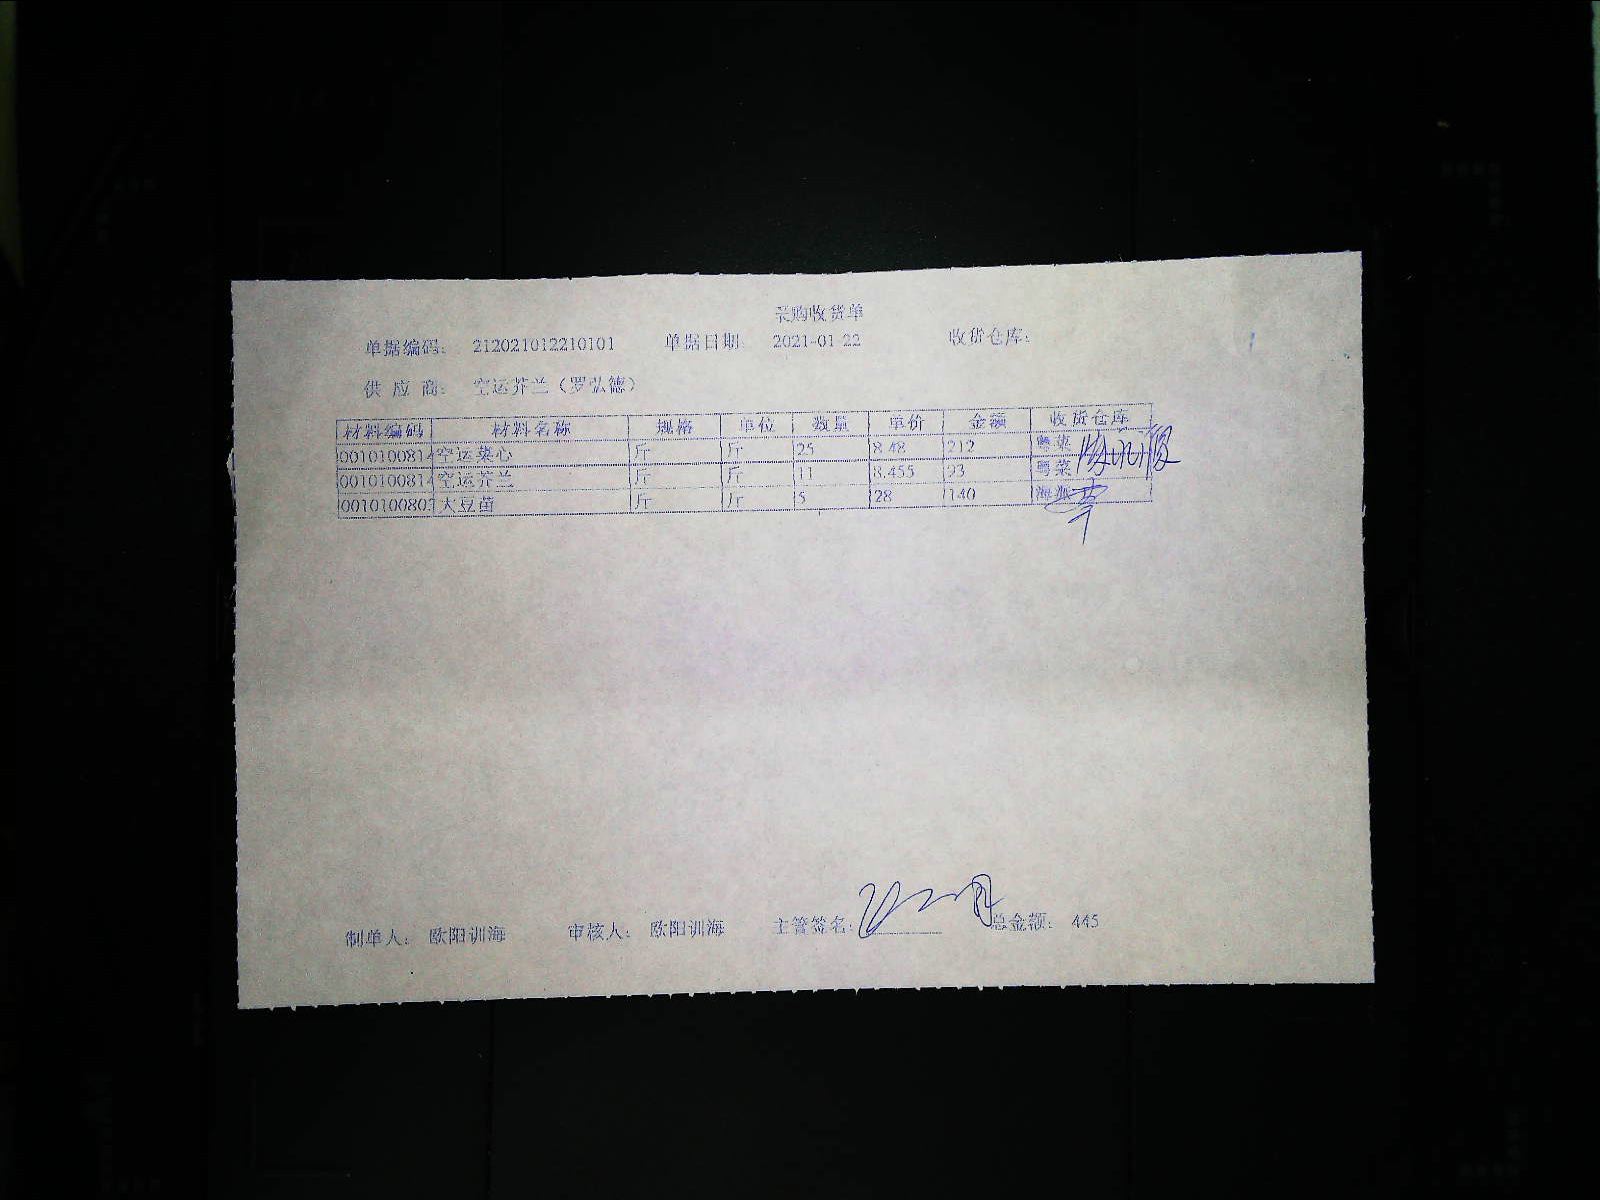 采购收货单
单据编码： 212021012210101 单据日期： 2021-01-22 收货仓库：
供 应 商： 空运芥兰（罗弘德）
材料编码 材料名称 规格 单位 数量 单价 金额 收货仓库
0010100814 空运菜心 斤 斤 25 8.48 212 粤菜
0010100814 空运芥兰 斤 斤 11 8.455 93 粤菜
001010080 大豆苗 斤 斤 5 28 140 海派
制单人： 欧阳训海 审核人： 欧阳训海 主管签名： 总金额： 445